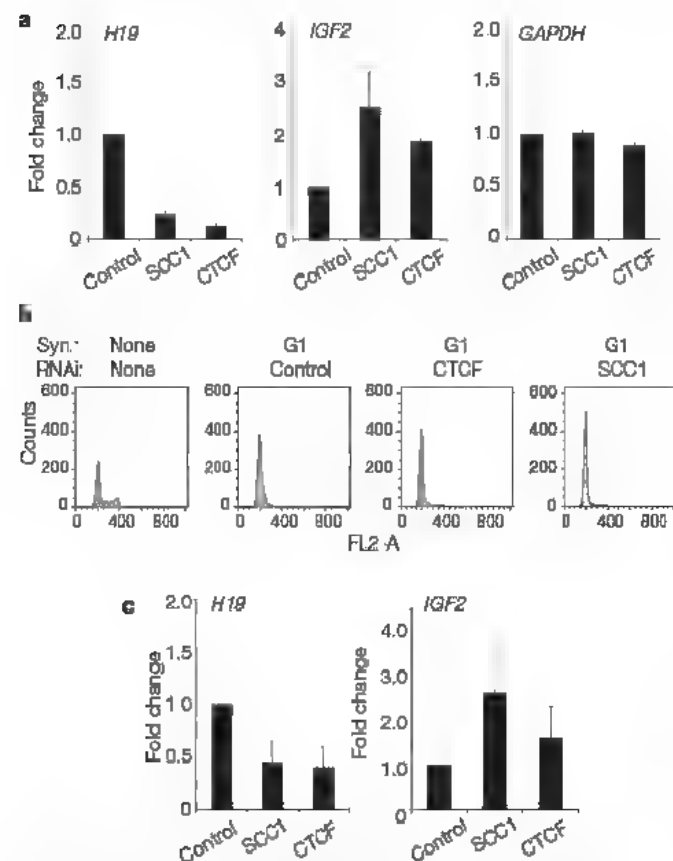 a
H19
IGF2
GAPDH
Fold change
2.0
1.0
0.5
0
4
3
2
1
0
2.0
1.5
1.0
0.5
0
Control SCC1 CTCF
Control SCC1 CTCF
Control SCC1 CTCF
Syn.: None G1 G1 G1
RNAi: None Control CTCF SCC1
Counts
600
400
200
0
600
400
200
0
600
400
200
0
600
400
200
0
0 400 800
0 400 800
0 400 800
0 400 800
FL2-A
c
H19
IGF2
Fold change
2.0
1.5
1.0
0.5
0
Fold change
4.0
3.0
2.0
1.0
0
Control SCC1 CTCF
Control SCC1 CTCF